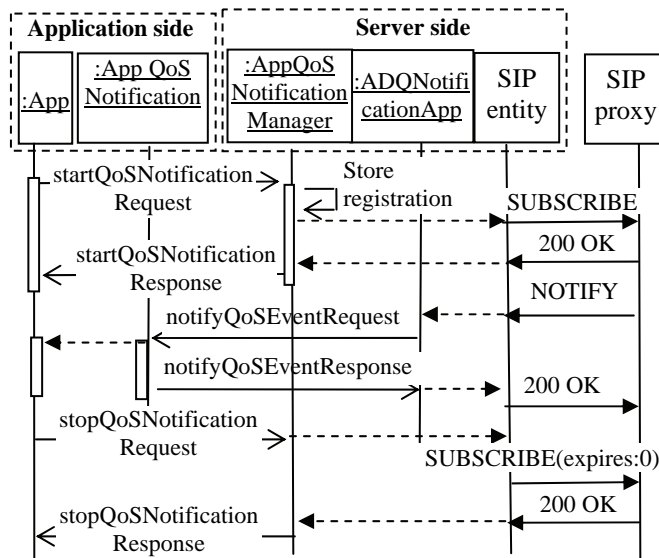 Application side
Server side
:App
:App QoS
Notification
:AppQoS
Notification
Manager
:ADQNotifi
cationApp
SIP
entity
SIP
proxy
startQoSNotification
Request
Store
registration
SUBSCRIBE
200 OK
startQoSNotification
Response
NOTIFY
notifyQoSEventRequest
notifyQoSEventResponse
200 OK
stopQoSNotification
Request
SUBSCRIBE(expires:0)
200 OK
stopQoSNotification
Response